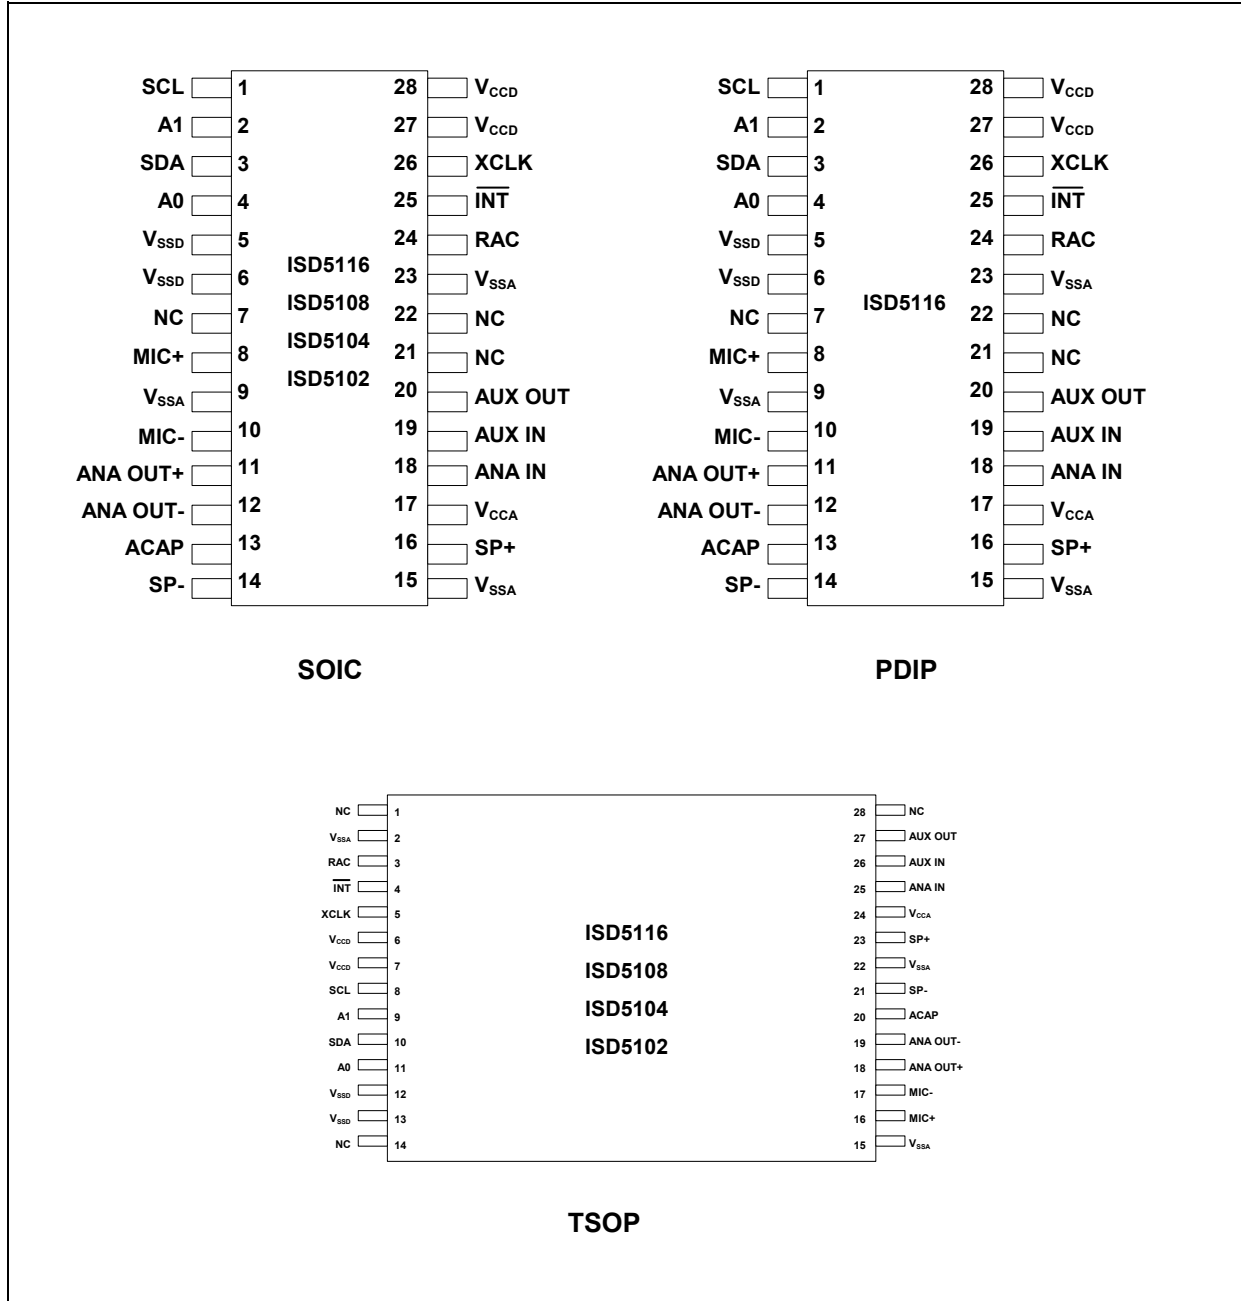 SCL 1 28 VCCD
A1 2 27 VCCD
SDA 3 26 XCLK
A0 4 25 INT
VSSD 5 24 RAC
VSSD 6 23 VSSA
NC 7 22 NC
MIC+ 8 21 NC
VSSA 9 20 AUX OUT
MIC- 10 19 AUX IN
ANA OUT+ 11 18 ANA IN
ANA OUT- 12 17 VCCA
ACAP 13 16 SP+
SP- 14 15 VSSA
ISD5116
ISD5108
ISD5104
ISD5102
SOIC
SCL 1 28 VCCD
A1 2 27 VCCD
SDA 3 26 XCLK
A0 4 25 INT
VSSD 5 24 RAC
VSSD 6 23 VSSA
NC 7 22 NC
MIC+ 8 21 NC
VSSA 9 20 AUX OUT
MIC- 10 19 AUX IN
ANA OUT+ 11 18 ANA IN
ANA OUT- 12 17 VCCA
ACAP 13 16 SP+
SP- 14 15 VSSA
ISD5116
PDIP
NC 1 28 NC
VSSA 2 27 AUX OUT
RAC 3 26 AUX IN
INT 4 25 ANA IN
XCLK 5 24 VCCA
VCCD 6 23 SP+
VCCD 7 22 VSSA
SCL 8 21 SP-
A1 9 20 ACAP
SDA 10 19 ANA OUT-
A0 11 18 ANA OUT+
VSSD 12 17 MIC-
VSSD 13 16 MIC+
NC 14 15 VSSA
ISD5116
ISD5108
ISD5104
ISD5102
TSOP